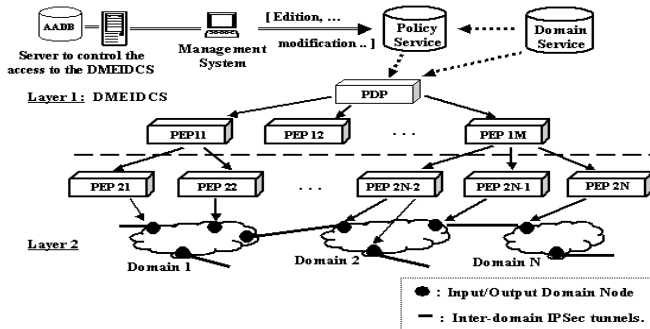 AADB
Server to control the
access to the DMEIDCS
Management
System
[ Edition, ...
modification .. ]
Policy
Service
Domain
Service
Layer 1 : DMEIDCS
PDP
PEP11
PEP 12
. . .
PEP 1M
PEP 21
PEP 22
. . .
PEP 2N-2
PEP 2N-1
PEP 2N
Layer 2
Domain 1
Domain 2
Domain N
: Input/Output Domain Node
: Inter-domain IPSec tunnels.